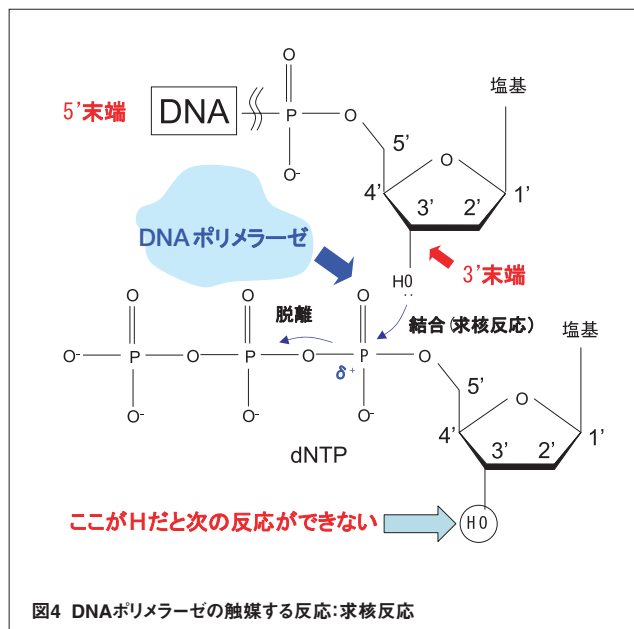 O
塩基
5'末端
DNA
P
O
5'
O
O-
4'
1'
3'
2'
DNAポリメラーゼ
3'末端
HO
‥
O
O
O
脱離
結合(求核反応)
塩基
O-
P
O
P
O
P
O
δ+
5'
O
O-
O-
O-
4'
1'
3'
2'
dNTP
ここがHだと次の反応ができない
HO
図4 DNAポリメラーゼの触媒する反応:求核反応